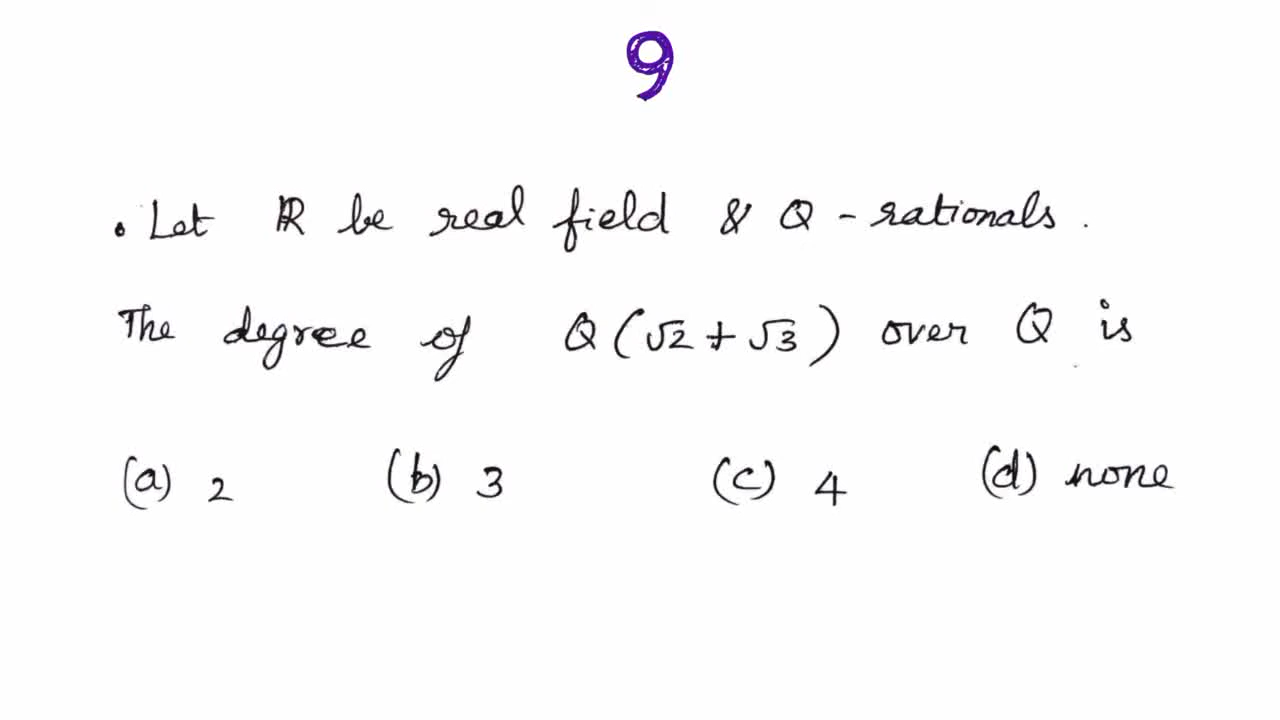 9
. Let ℝ be real field & Q - rationals .
The degree of Q (√2 + √3) over Q is
(a) 2 (b) 3 (c) 4 (d) none